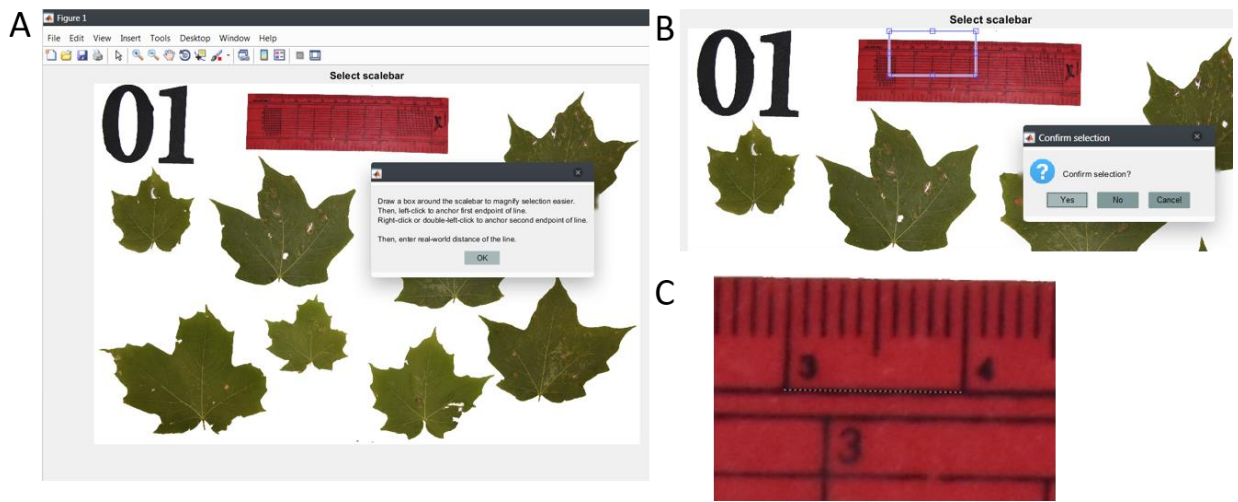 A
Figure 1
File Edit View Insert Tools Desktop Window Help
Select scalebar
01
Draw a box around the scalebar to magnify selection easier.
Then, left-click to anchor first endpoint of line.
Right-click or double-left-click to anchor second endpoint of line.
Then, enter real-world distance of the line.
OK
B
Select scalebar
01
Confirm selection
Confirm selection?
Yes No Cancel
C
3 4
3